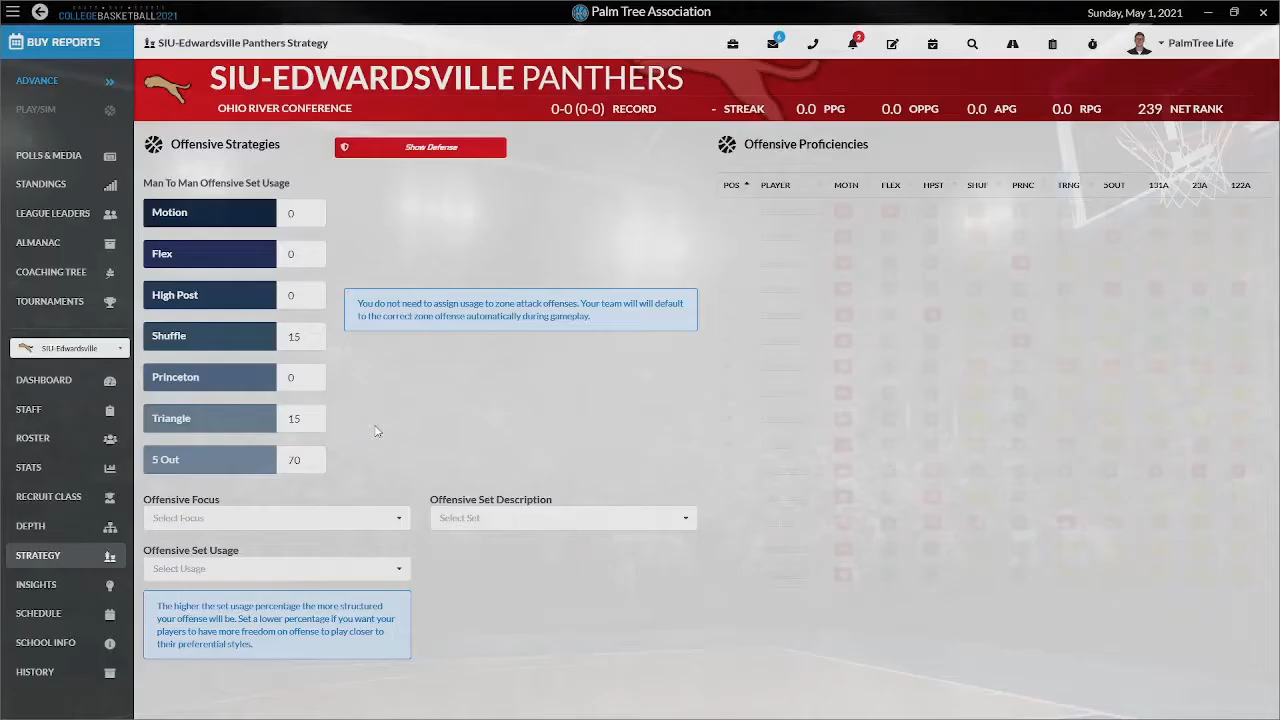 DRAFT DAY SPORTS
COLLEGEBASKETBALL2021
Palm Tree Association
Sunday, May 1, 2021
BUY REPORTS
SIU-Edwardsville Panthers Strategy
6
2
PalmTree Life
ADVANCE
PLAY/SIM
POLLS & MEDIA
STANDINGS
LEAGUE LEADERS
ALMANAC
COACHING TREE
TOURNAMENTS
SIU-Edwardsville
DASHBOARD
STAFF
ROSTER
STATS
RECRUIT CLASS
DEPTH
STRATEGY
INSIGHTS
SCHEDULE
SCHOOL INFO
HISTORY
SIU-EDWARDSVILLE PANTHERS
OHIO RIVER CONFERENCE
0-0 (0-0) RECORD - STREAK 0.0 PPG 0.0 OPPG 0.0 APG 0.0 RPG 239 NET RANK
Offensive Strategies
Show Defense
Man To Man Offensive Set Usage
Motion 0
Flex 0
High Post 0
Shuffle 15
Princeton 0
Triangle 15
5 Out 70
You do not need to assign usage to zone attack offenses. Your team will will default
to the correct zone offense automatically during gameplay.
Offensive Focus
Select Focus
Offensive Set Description
Select Set
Offensive Set Usage
Select Usage
The higher the set usage percentage the more structured
your offense will be. Set a lower percentage if you want your
players to have more freedom on offense to play closer to
their preferential styles.
Offensive Proficiencies
POS PLAYER MOTN FLEX HPST SHUF PRNC TRNG 5OUT 131A 23A 122A